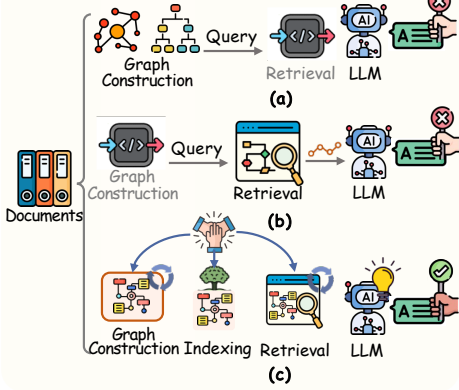 Query
Graph
Construction
</>
Retrieval
AI
LLM
A
(a)
</>
Query
Graph
Construction
Retrieval
AI
LLM
A
(b)
Documents
Graph
Construction
Indexing
Retrieval
AI
LLM
A
(c)